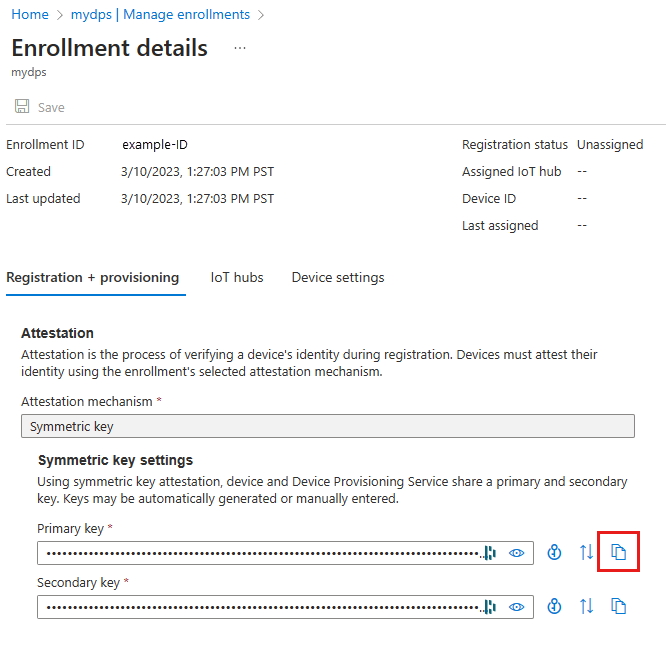 Home > mydps | Manage enrollments >
Enrollment details ...
mydps
Save
Enrollment ID example-ID Registration status Unassigned
Created 3/10/2023, 1:27:03 PM PST Assigned IoT hub --
Last updated 3/10/2023, 1:27:03 PM PST Device ID --
Last assigned --
Registration + provisioning IoT hubs Device settings
Attestation
Attestation is the process of verifying a device's identity during registration. Devices must attest their
identity using the enrollment's selected attestation mechanism.
Attestation mechanism *
Symmetric key
Symmetric key settings
Using symmetric key attestation, device and Device Provisioning Service share a primary and secondary
key. Keys may be automatically generated or manually entered.
Primary key *
Secondary key *